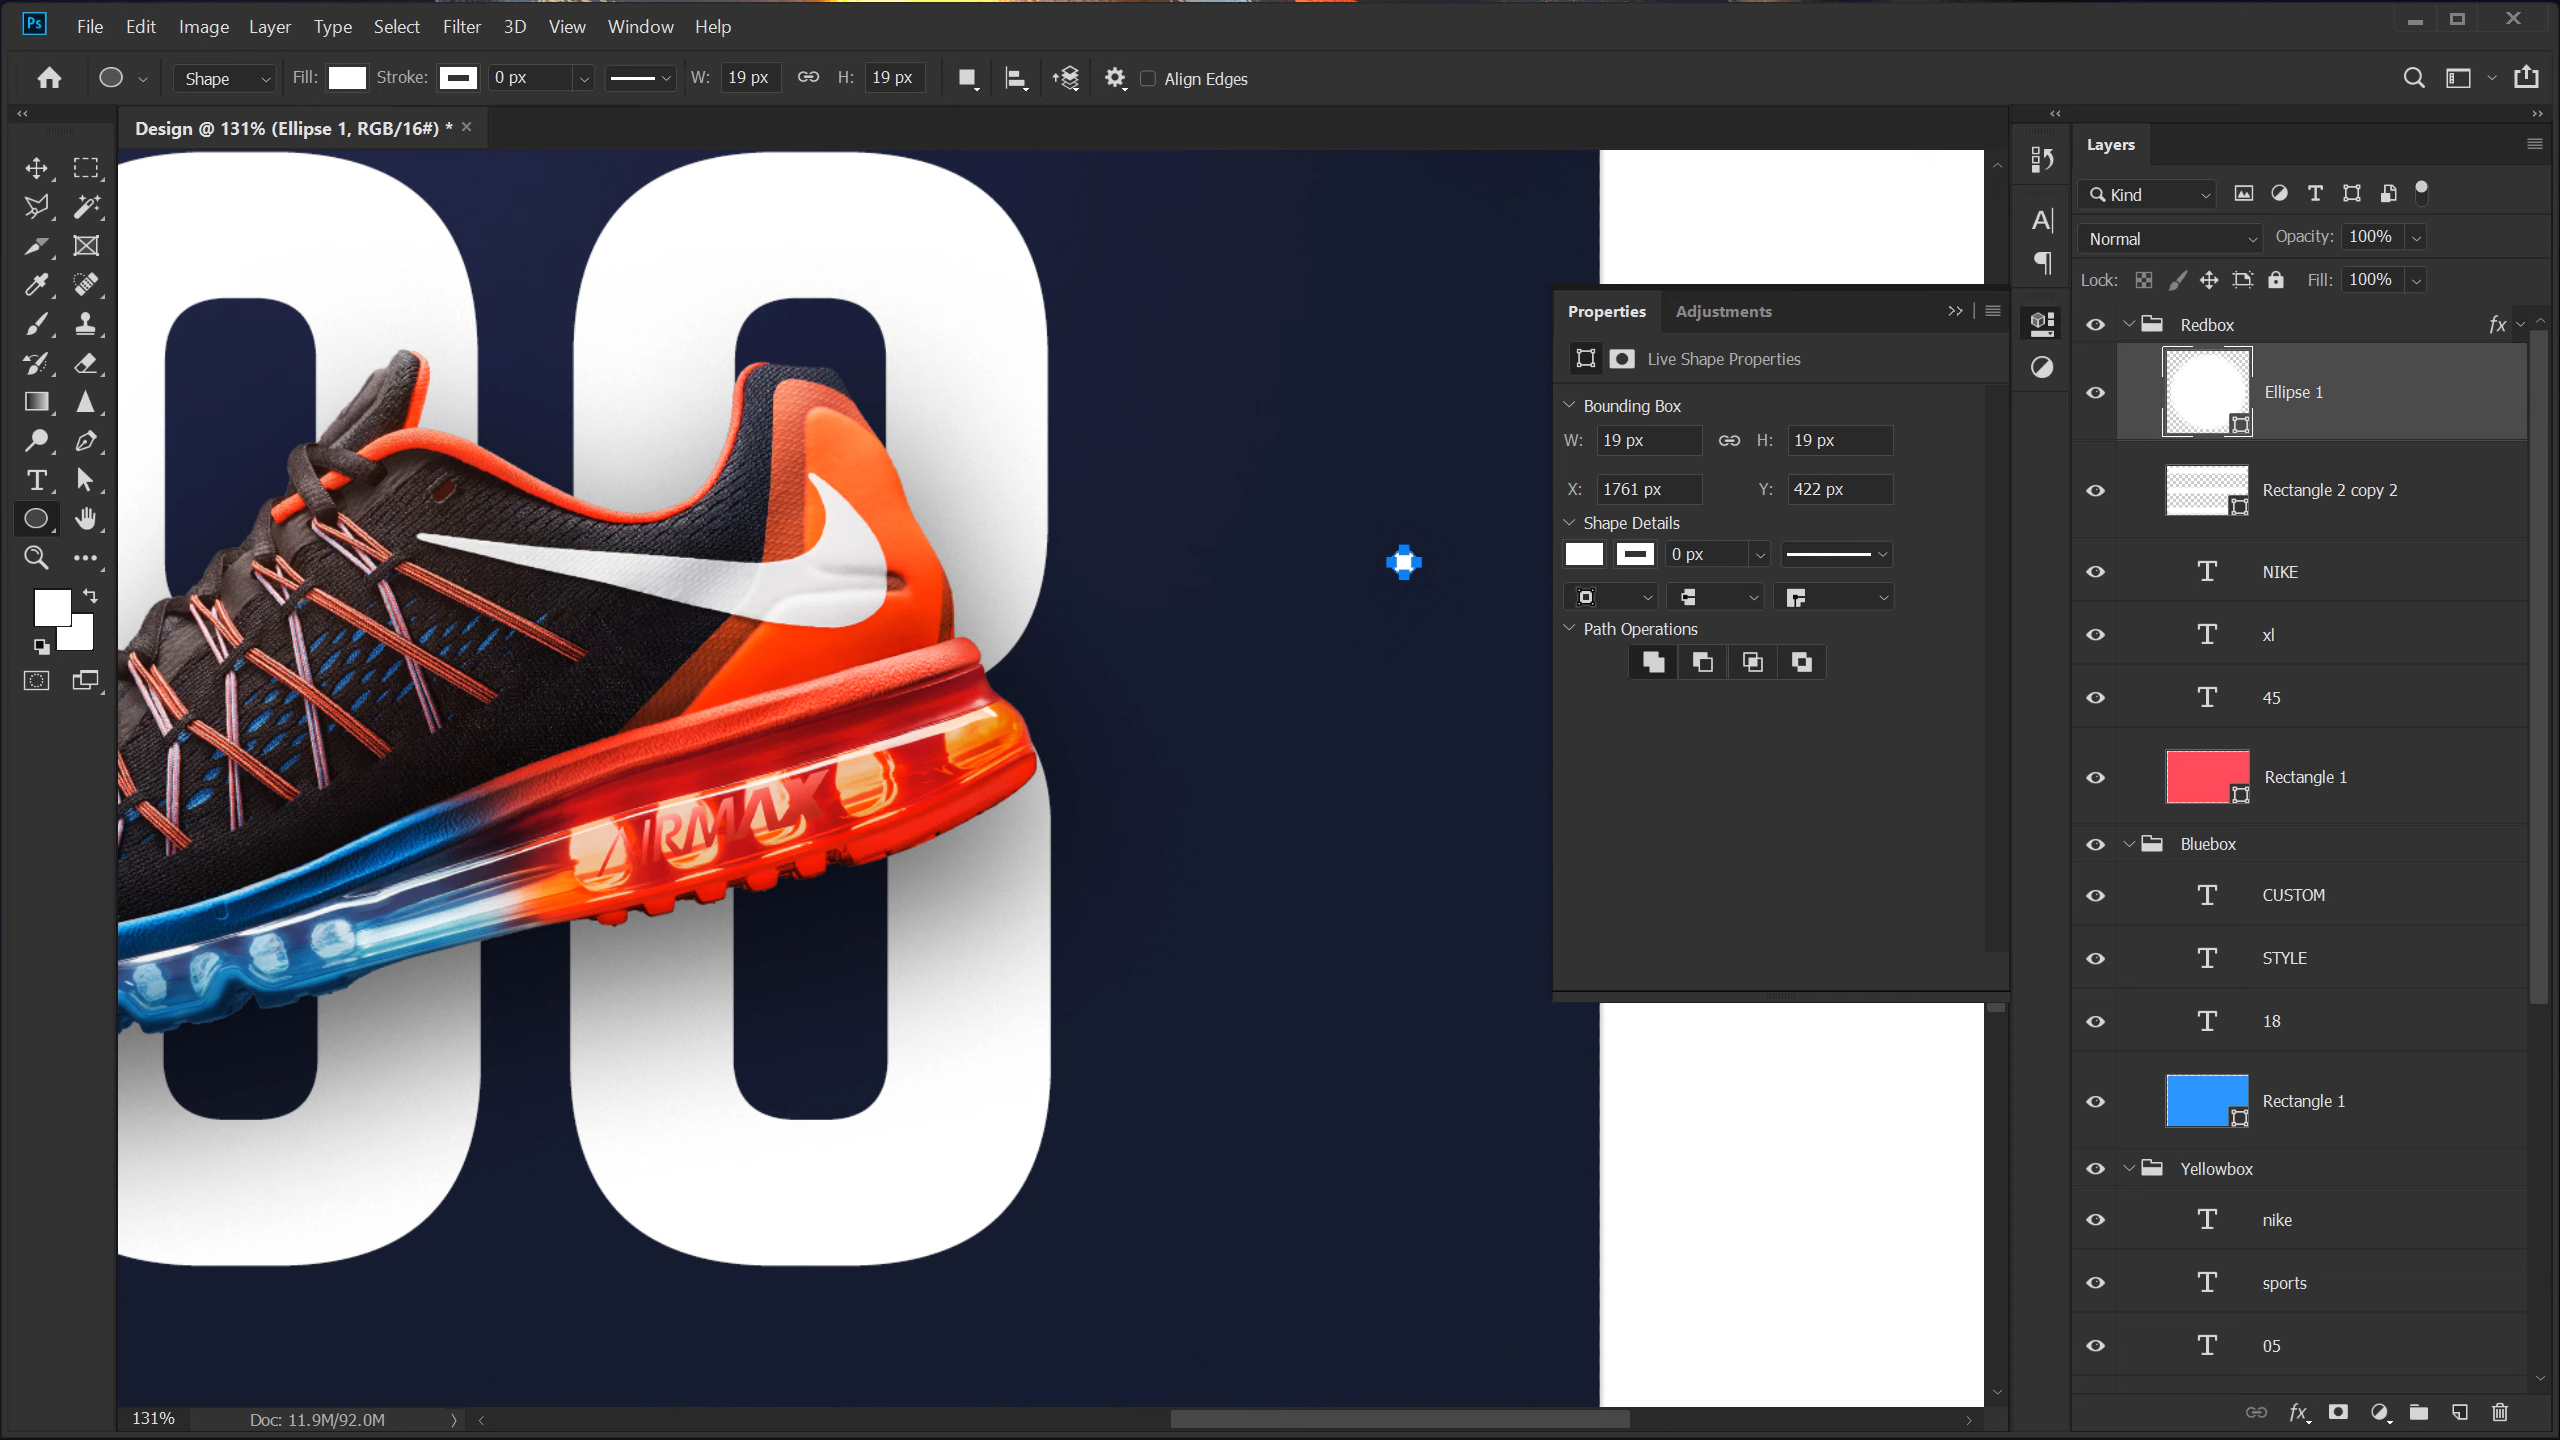 Ps File Edit Image Layer Type Select Filter 3D View Window Help
Shape Fill: Stroke: 0 px W: 19 px H: 19 px Align Edges
Design @ 131% (Ellipse 1, RGB/16#) *
AIRMAX
Properties Adjustments
Live Shape Properties
Bounding Box
W: 19 px H: 19 px
X: 1761 px Y: 422 px
Shape Details
0 px
Path Operations
Layers
Kind
Normal Opacity: 100%
Lock: Fill: 100%
Redbox fx
Ellipse 1
Rectangle 2 copy 2
NIKE
xl
45
Rectangle 1
Bluebox
CUSTOM
STYLE
18
Rectangle 1
Yellowbox
nike
sports
05
131% Doc: 11.9M/92.0M
fx